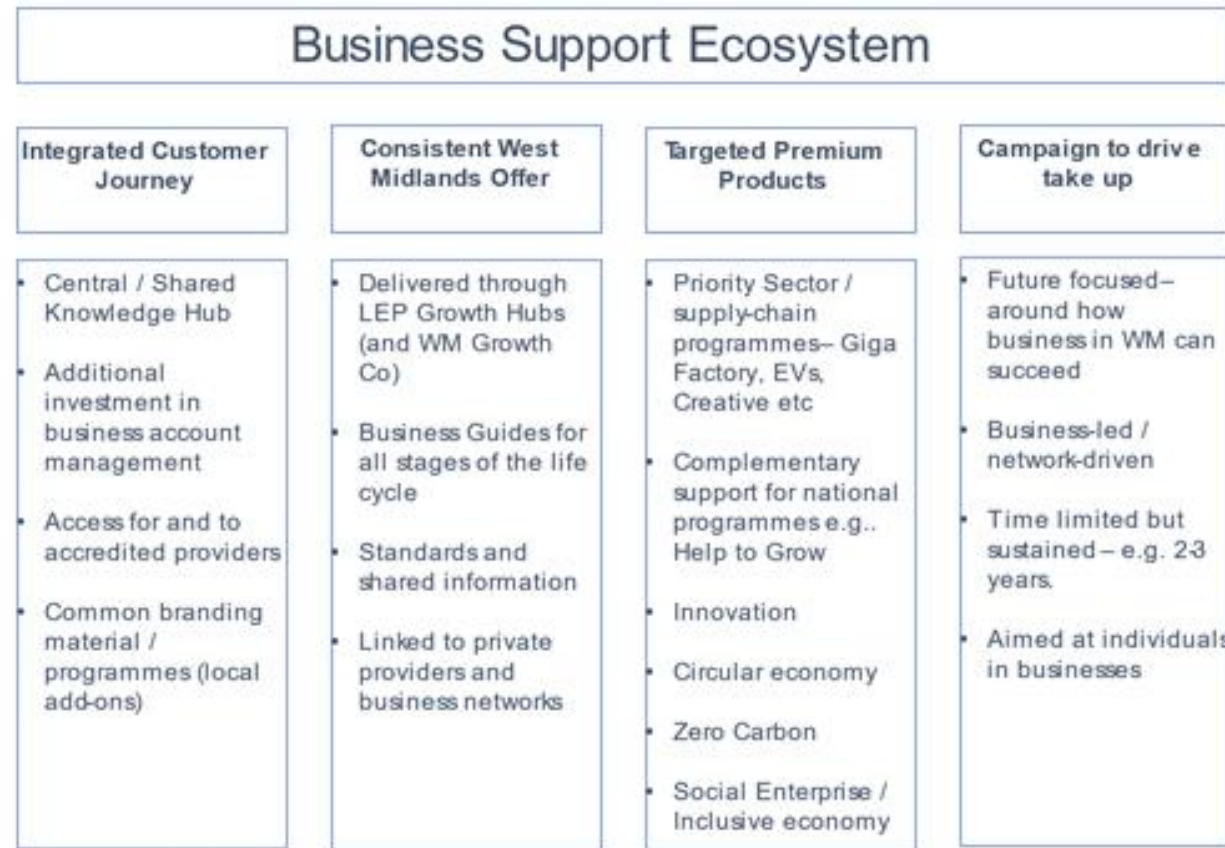 Business Support Ecosystem
Integrated Customer
Journey
• Central / Shared
Knowledge Hub
• Additional
investment in
business account
management
• Access for and to
accredited providers
• Common branding
material /
programmes (local
add-ons)
Consistent West
Midlands Offer
• Delivered through
LEP Growth Hubs
(and WM Growth
Co)
• Business Guides for
all stages of the life
cycle
• Standards and
shared information
• Linked to private
providers and
business networks
Targeted Premium
Products
• Priority Sector /
supply-chain
programmes– Giga
Factory, EVs,
Creative etc
• Complementary
support for national
programmes e.g..
Help to Grow
• Innovation
• Circular economy
• Zero Carbon
• Social Enterprise /
Inclusive economy
Campaign to drive
take up
• Future focused–
around how
business in WM can
succeed
• Business-led /
network-driven
• Time limited but
sustained – e.g. 2-3
years.
• Aimed at individuals
in businesses